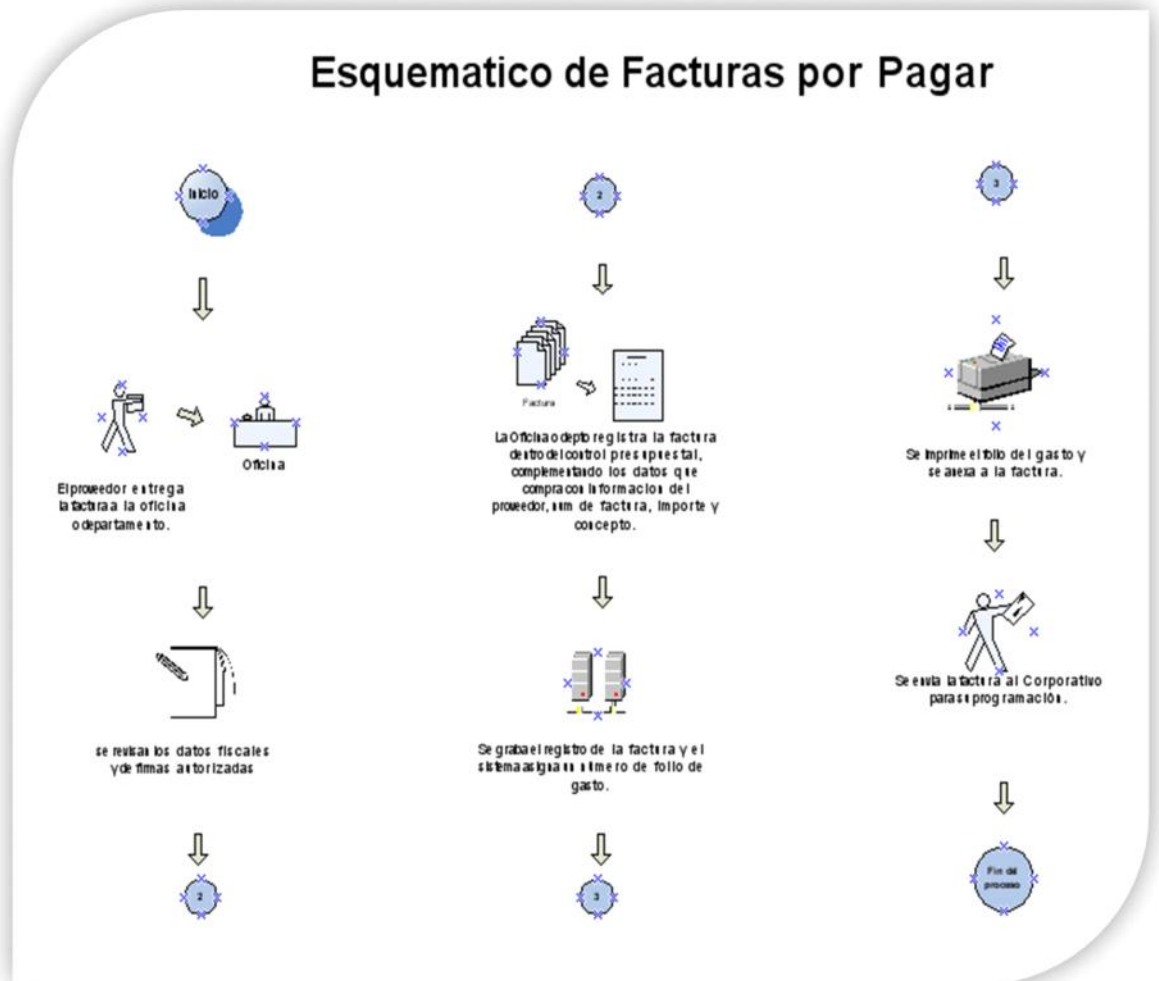 Esquematico de Facturas por Pagar
Inicio
Oficina
El proveedor entrega
la factura a la oficina
o departamento.
se revisan los datos fiscales
y de firmas autorizadas
2
2
Factura
La Oficina o depto registra la factura
dentro del control presupuestal,
complementando los datos que
compra con informacion del
proveedor, num de factura, importe y
concepto.
Se graba el registro de la factura y el
sistema asigna un número de folio de
gasto.
3
3
Se imprime el folio del gasto y
se anexa a la factura.
Se envia la factura al Corporativo
para su programación.
Fin del
proceso